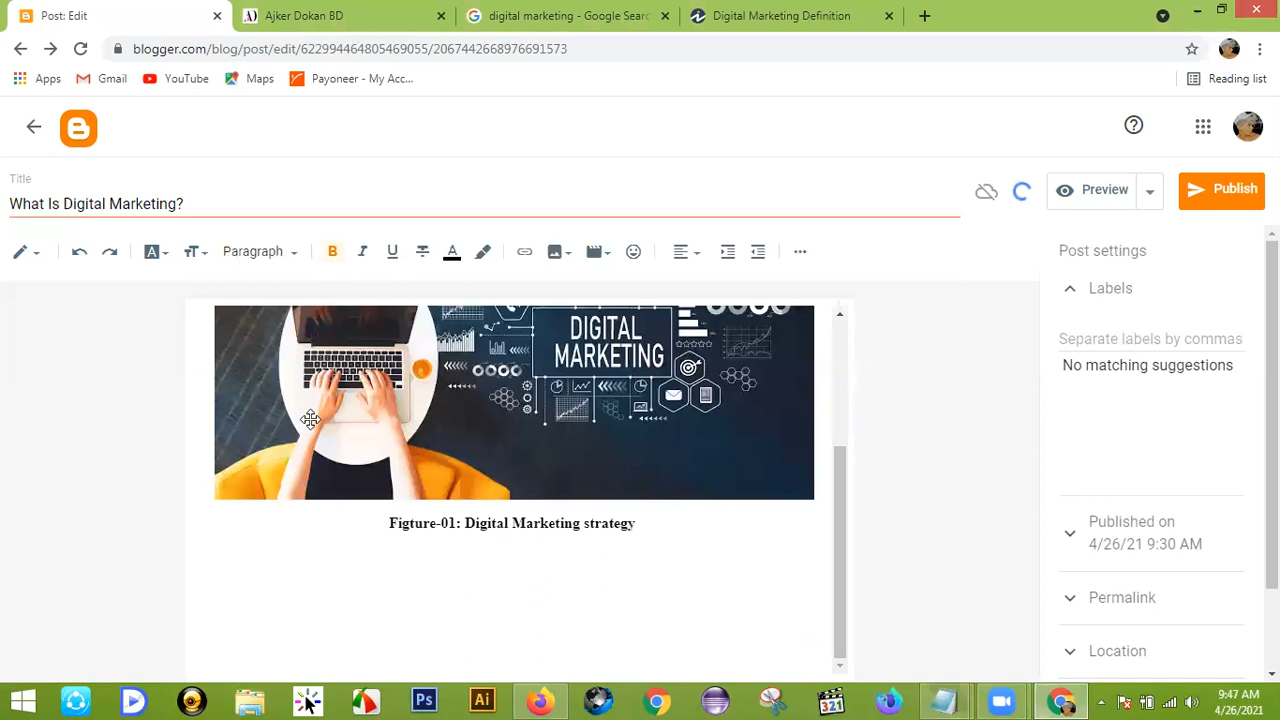 Post: Edit
Ajker Dokan BD
digital marketing - Google Searc
Digital Marketing Definition
blogger.com/blog/post/edit/622994464805469055/2067442668976691573
Apps
Gmail
YouTube
Maps
Payoneer - My Acc...
Reading list
Title
What Is Digital Marketing?
Preview
Publish
Paragraph
B
I
U
A
Post settings
Labels
Separate labels by commas
No matching suggestions
DIGITAL
MARKETING
Figture-01: Digital Marketing strategy
Published on
4/26/21 9:30 AM
Permalink
Location
Ps
Ai
321
9:47 AM
4/26/2021